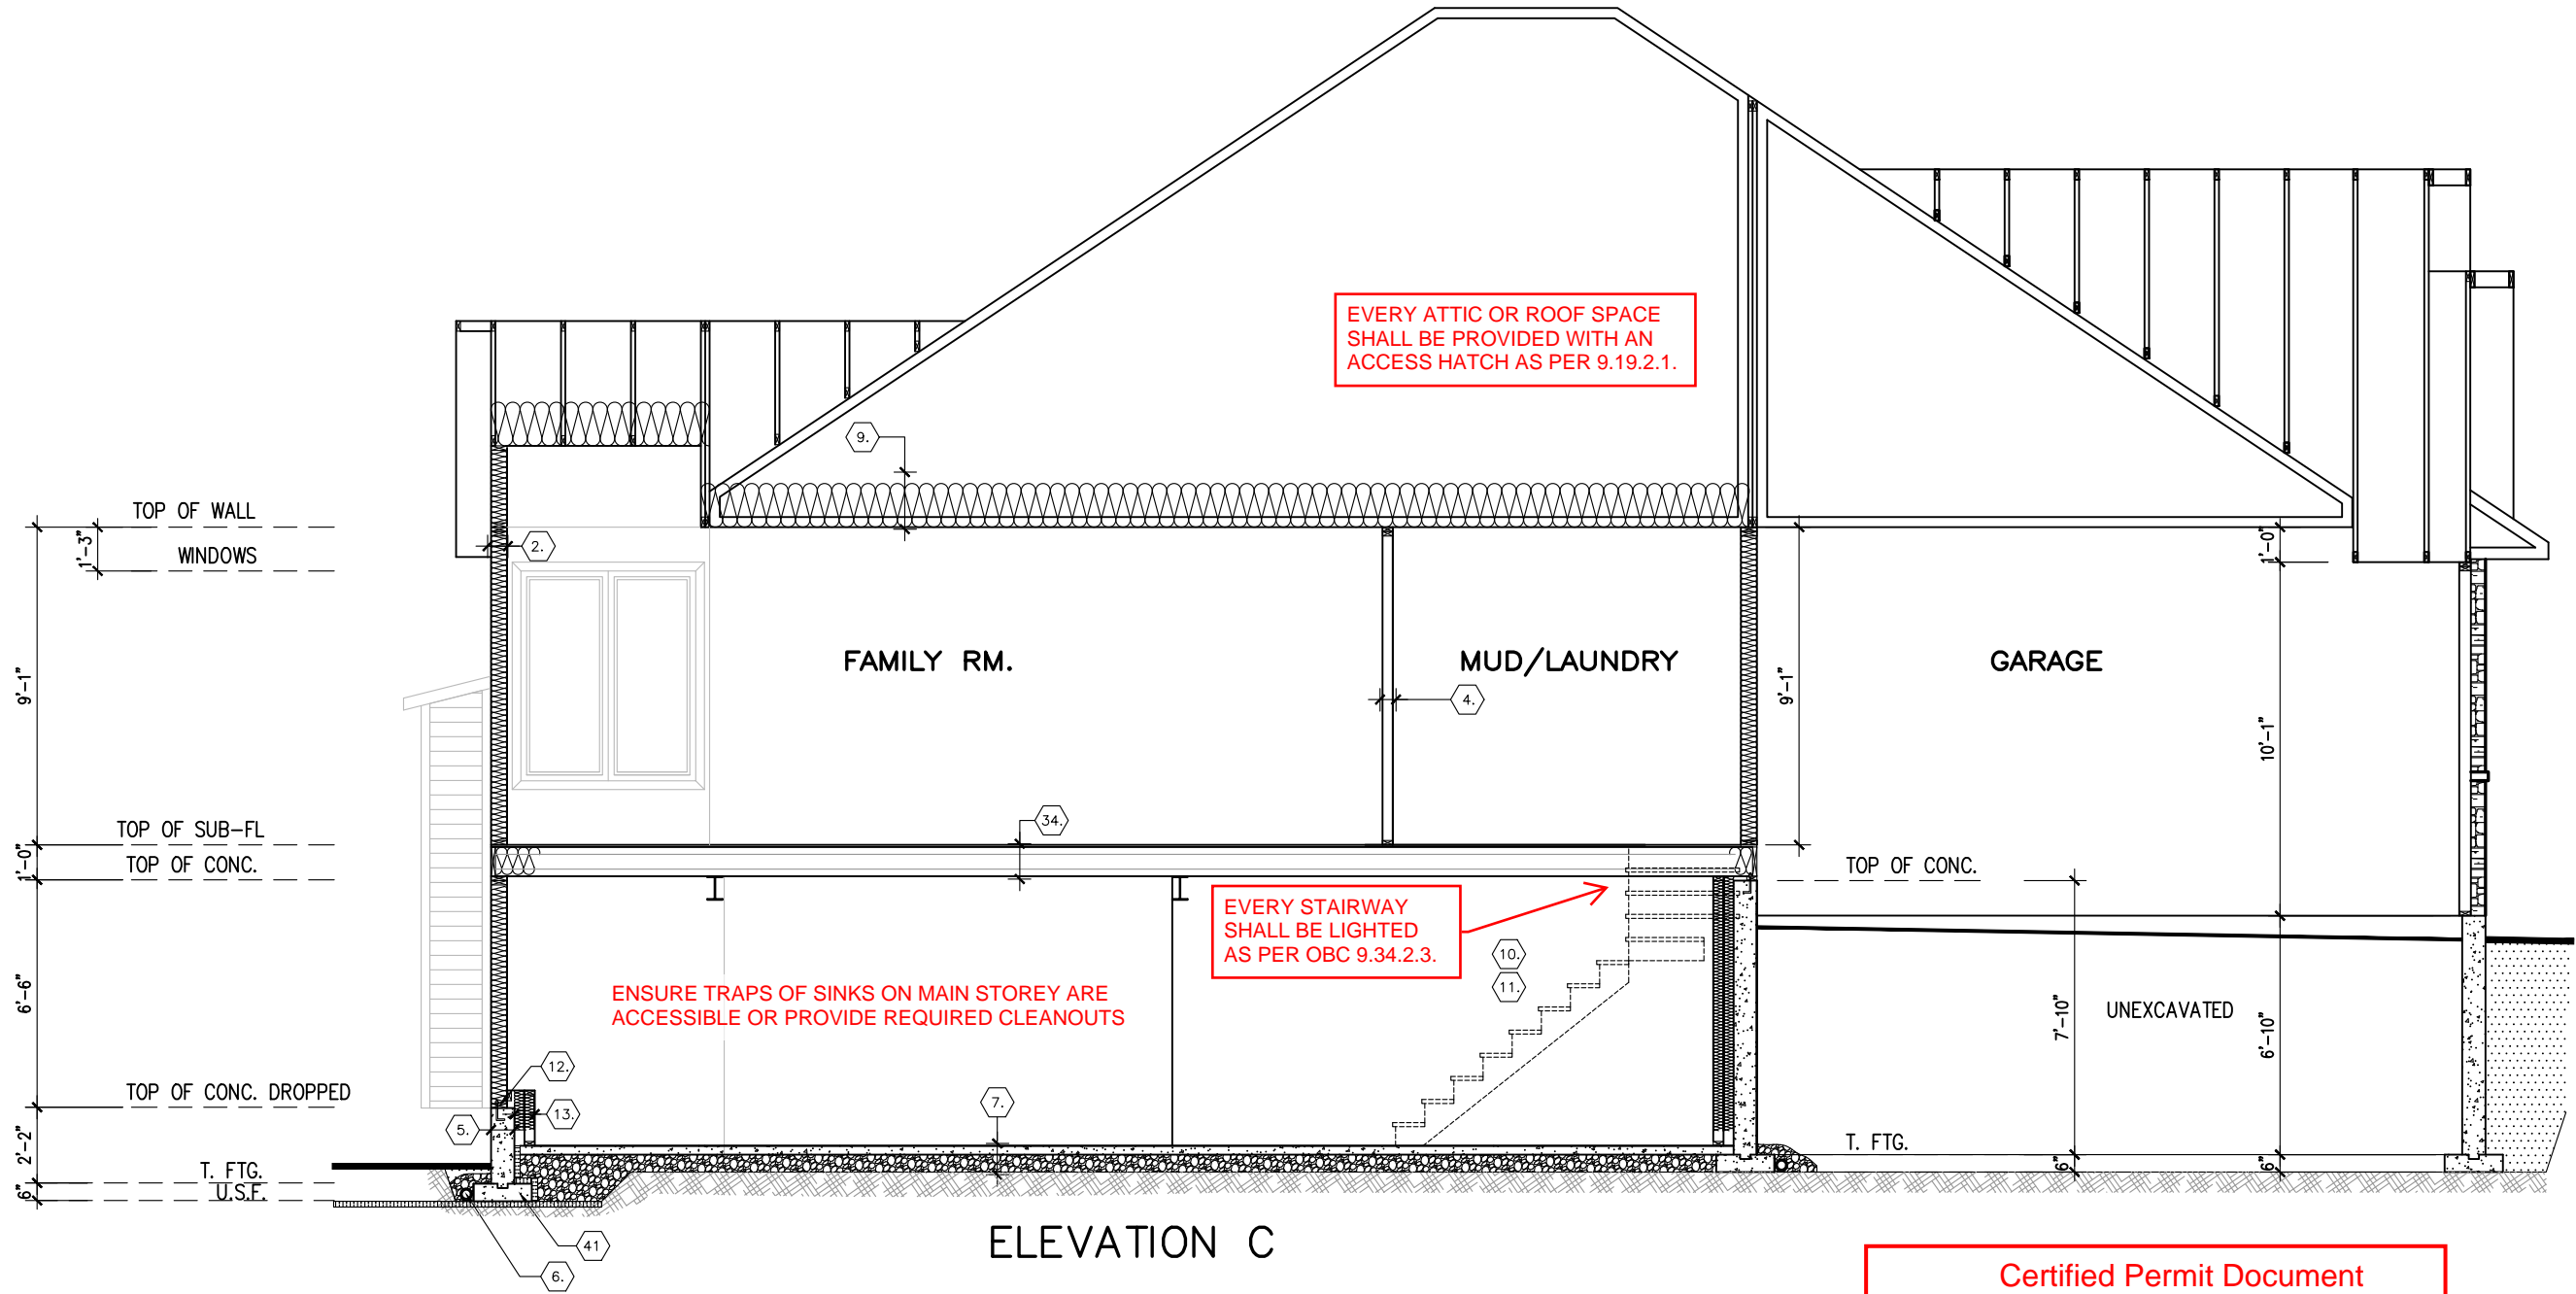 EVERY ATTIC OR ROOF SPACE
SHALL BE PROVIDED WITH AN
ACCESS HATCH AS PER 9.19.2.1.
9.
TOP OF WALL
1'-3"
WINDOWS
2.
1'-0"
FAMILY RM.
MUD/LAUNDRY
GARAGE
9'-1"
4.
9'-1"
10'-1"
34.
TOP OF SUB-FL
1'-0"
TOP OF CONC.
TOP OF CONC.
EVERY STAIRWAY
SHALL BE LIGHTED
AS PER OBC 9.34.2.3.
10.
11.
6'-6"
ENSURE TRAPS OF SINKS ON MAIN STOREY ARE
ACCESSIBLE OR PROVIDE REQUIRED CLEANOUTS
7'-10"
UNEXCAVATED
6'-10"
12.
TOP OF CONC. DROPPED
13.
7.
5.
2'-2"
T. FTG.
T. FTG.
6"
6"
U.S.F.
6"
41
6.
ELEVATION C
Certified Permit Document